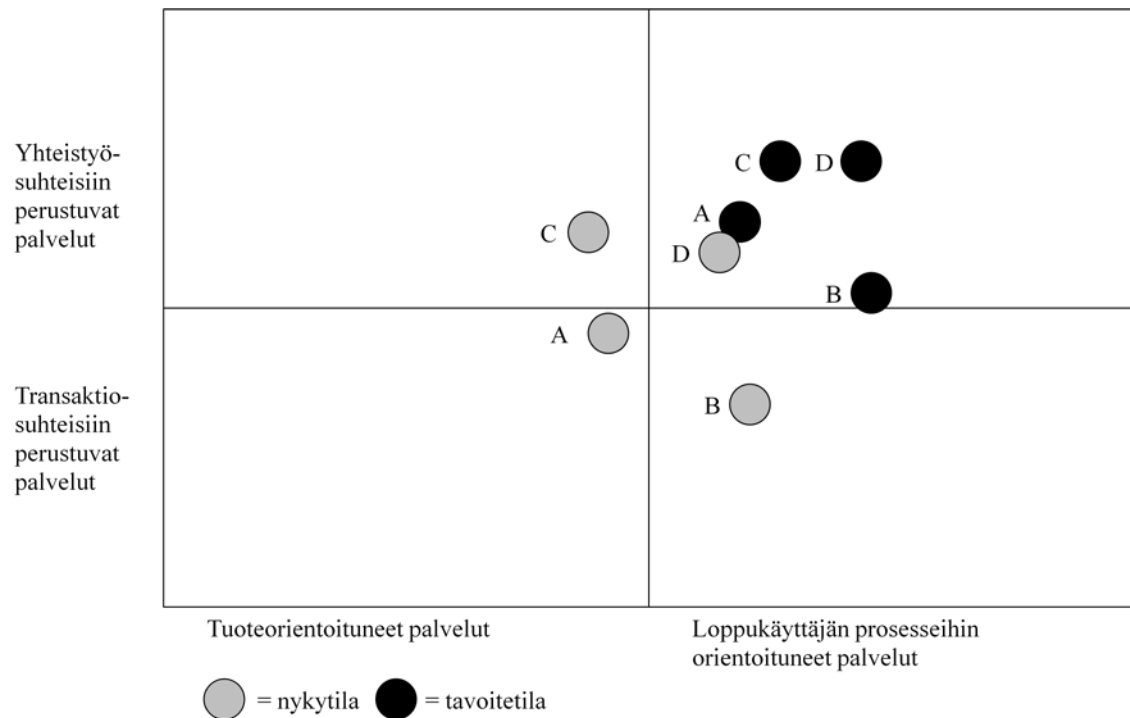 Yhteistyö-
suhteisiin
perustuvat
palvelut
C
D
A
C
D
B
A
B
Transaktio-
suhteisiin
perustuvat
palvelut
Tuoteorientoituneet palvelut
Loppukäyttäjän prosesseihin
orientoituneet palvelut
= nykytila
= tavoitetila